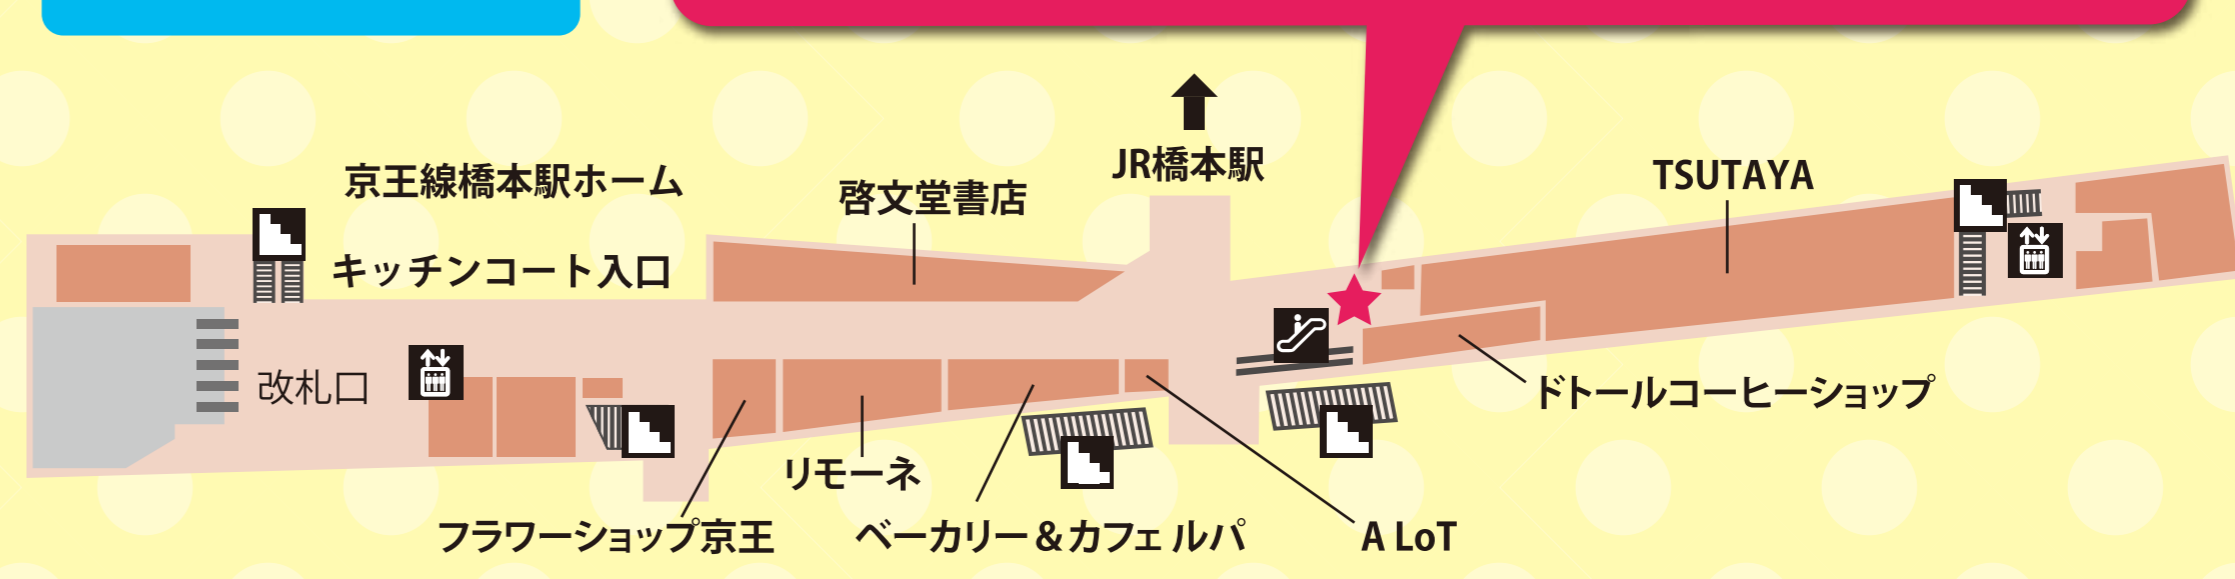 京王線橋本駅ホーム
キッチンコート入口
啓文堂書店
JR橋本駅
TSUTAYA
改札口
ドトールコーヒーショップ
リモーネ
フラワーショップ京王
ベーカリー&カフェ ルパ
A LoT